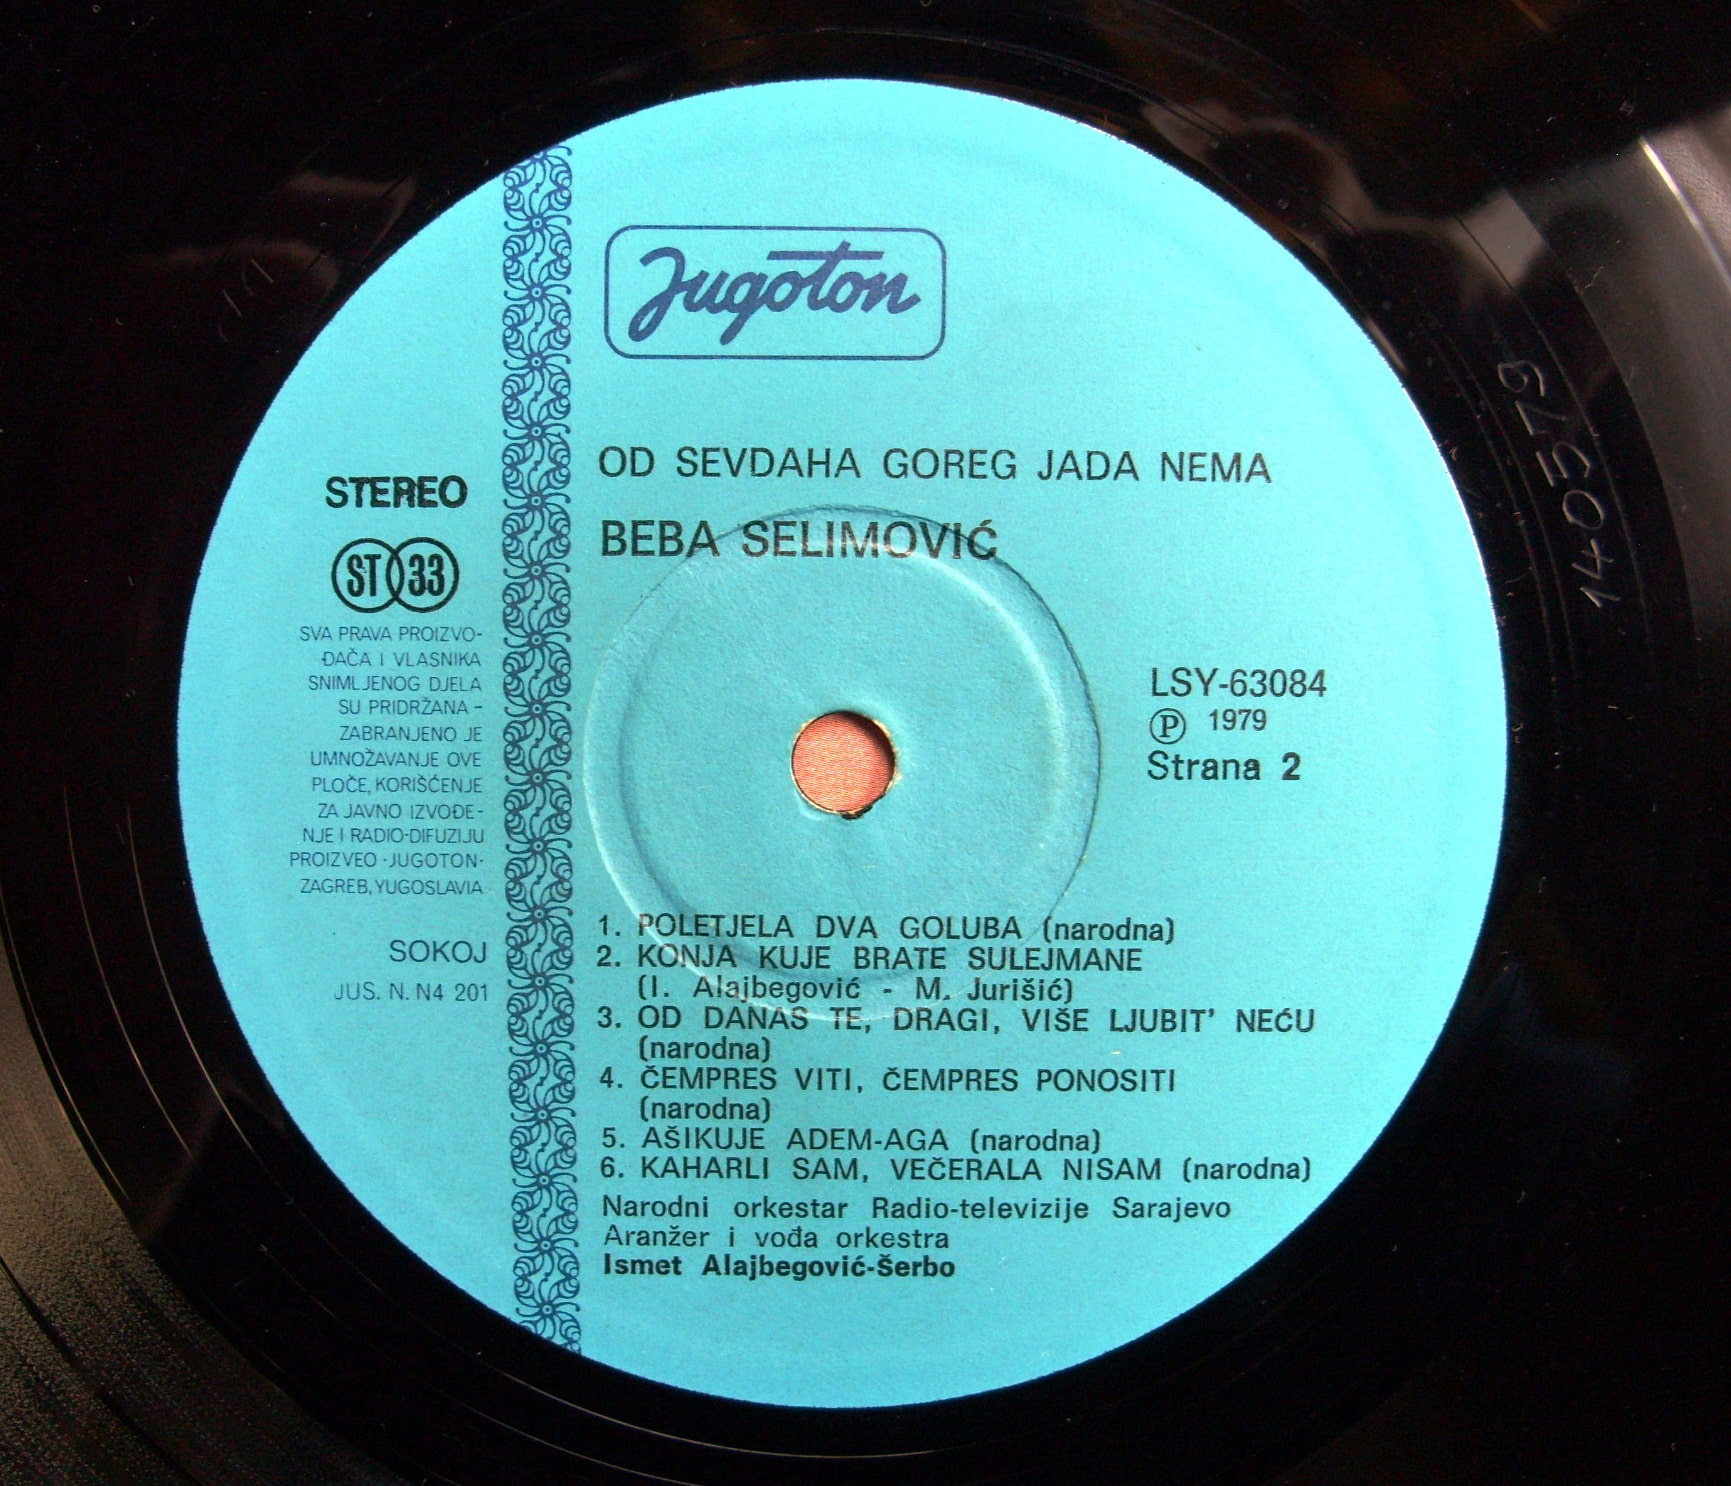 Jugoton
OD SEVDAHA GOREG JADA NEMA
BEBA SELIMOVIĆ
STEREO
ST 33
SVA PRAVA PROIZVO-
ĐAČA I VLASNIKA
SNIMLJENOG DJELA
SU PRIDRŽANA -
ZABRANJENO JE
UMNOŽAVANJE OVE
PLOČE, KORIŠĆENJE
ZA JAVNO IZVOĐE-
NJE I RADIO-DIFUZIJU
PROIZVEO -JUGOTON-
ZAGREB, YUGOSLAVIA
SOKOJ
JUS. N. N4 201
LSY-63084
Ⓟ 1979
Strana 2
1. POLETJELA DVA GOLUBA (narodna)
2. KONJA KUJE BRATE SULEJMANE
(I. Alajbegović - M. Jurišić)
3. OD DANAS TE, DRAGI, VIŠE LJUBIT' NEĆU
(narodna)
4. ČEMPRES VITI, ČEMPRES PONOSITI
(narodna)
5. AŠIKUJE ADEM-AGA (narodna)
6. KAHARLI SAM, VEČERALA NISAM (narodna)
Narodni orkestar Radio-televizije Sarajevo
Aranžer i vođa orkestra
Ismet Alajbegović-Šerbo
140579